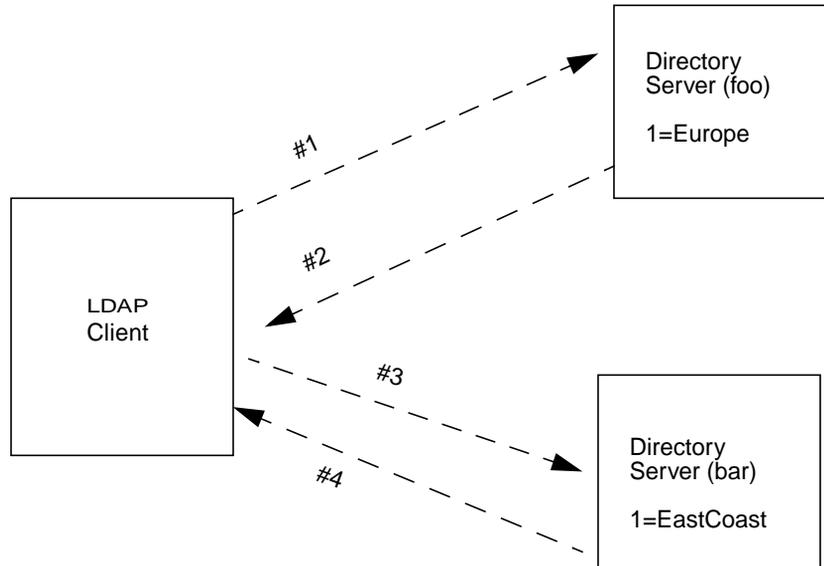 #1
Directory
Server (foo)
1=Europe
#2
LDAP
Client
#3
#4
Directory
Server (bar)
1=EastCoast